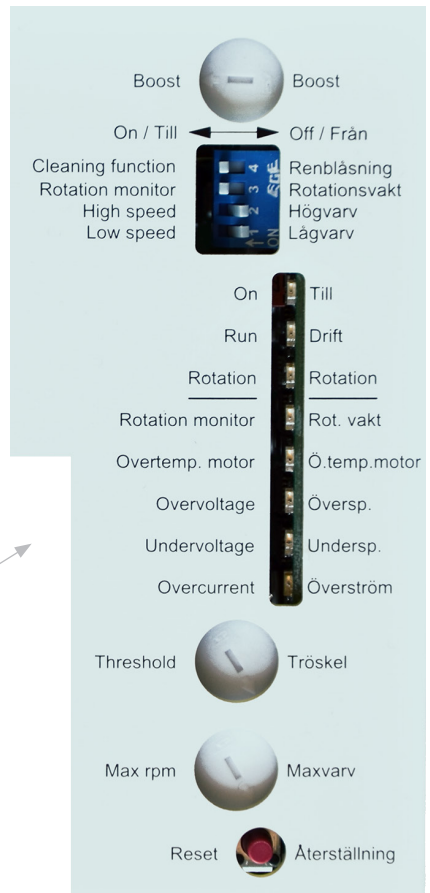 Boost Boost
On / Till Off / Från
Cleaning function 4 Renblåsning
Rotation monitor 3 Rotationsvakt
High speed 2 Högvarv
Low speed 1 ON Lågvarv
On Till
Run Drift
Rotation Rotation
Rotation monitor Rot. vakt
Overtemp. motor Ö.temp.motor
Overvoltage Översp.
Undervoltage Undersp.
Overcurrent Överström
Threshold Tröskel
Max rpm Maxvarv
Reset Återställning